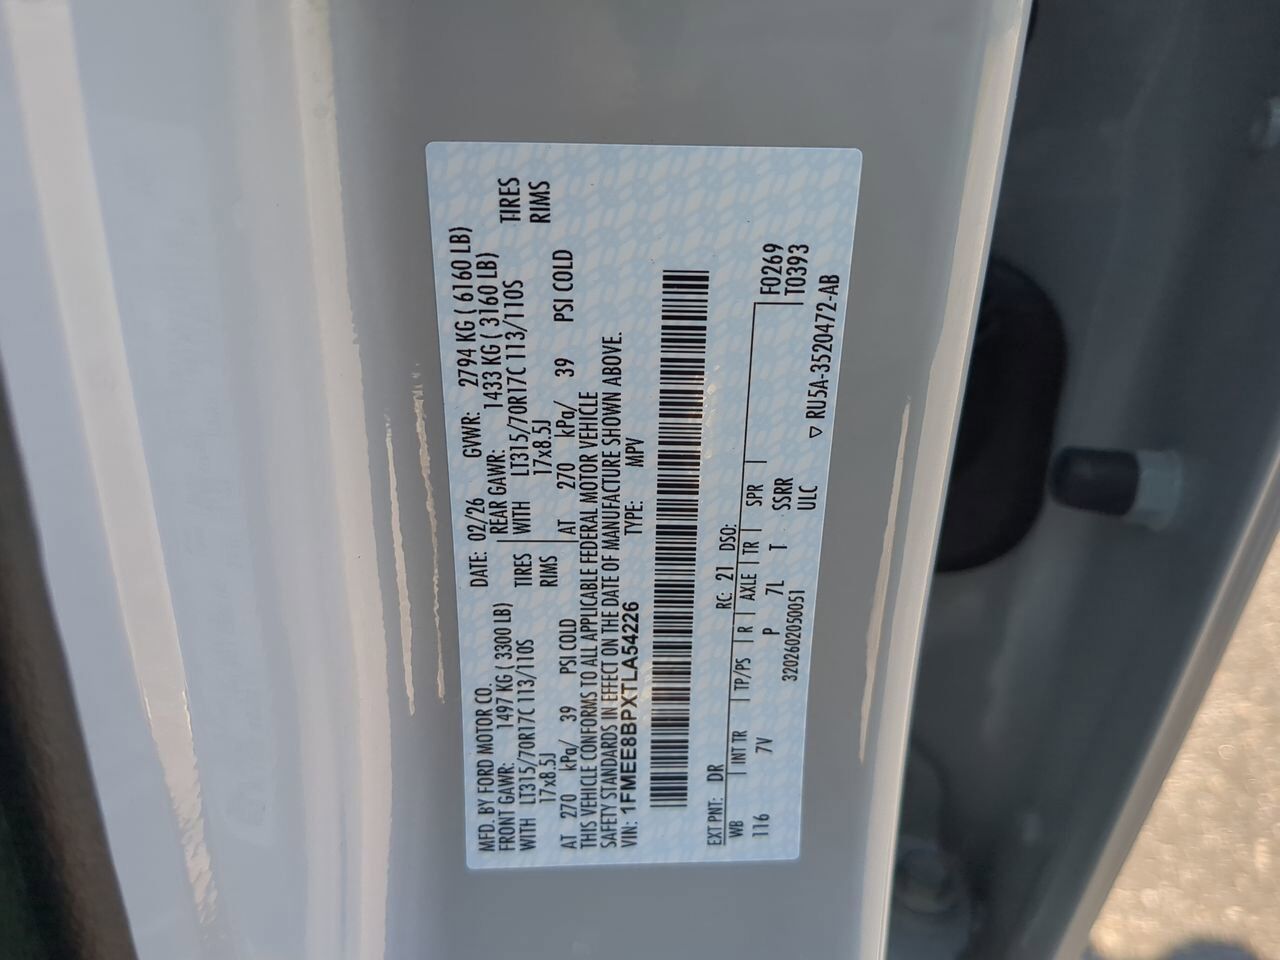 MFD. BY FORD MOTOR CO. DATE: 02/26 GVWR: 2794 KG ( 6160 LB)
FRONT GAWR: 1497 KG ( 3300 LB) REAR GAWR: 1433 KG ( 3160 LB)
WITH LT315/70R17C 113/110S TIRES WITH LT315/70R17C 113/110S TIRES
17x8.5J RIMS 17x8.5J RIMS
AT 270 kPa/ 39 PSI COLD AT 270 kPa/ 39 PSI COLD
THIS VEHICLE CONFORMS TO ALL APPLICABLE FEDERAL MOTOR VEHICLE
SAFETY STANDARDS IN EFFECT ON THE DATE OF MANUFACTURE SHOWN ABOVE.
VIN: 1FMEE8BPXTLA54226 TYPE: MPV
EXT PNT: DR RC: 21 DSO:
WB INT TR TP/PS R AXLE TR SPR F0269
116 7V P 7L T SSRR T0393
3202602050051 ULC ▽ RU5A-3520472-AB